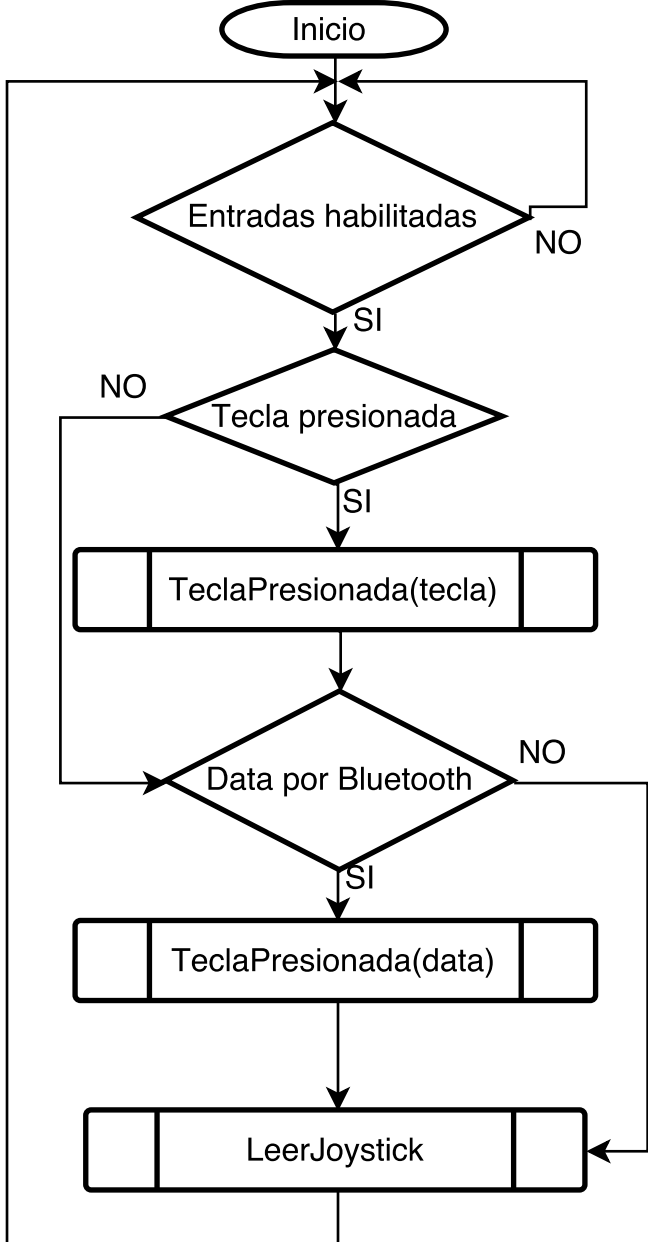 Inicio
Entradas habilitadas
NO
SI
NO
Tecla presionada
SI
TeclaPresionada(tecla)
NO
Data por Bluetooth
SI
TeclaPresionada(data)
LeerJoystick